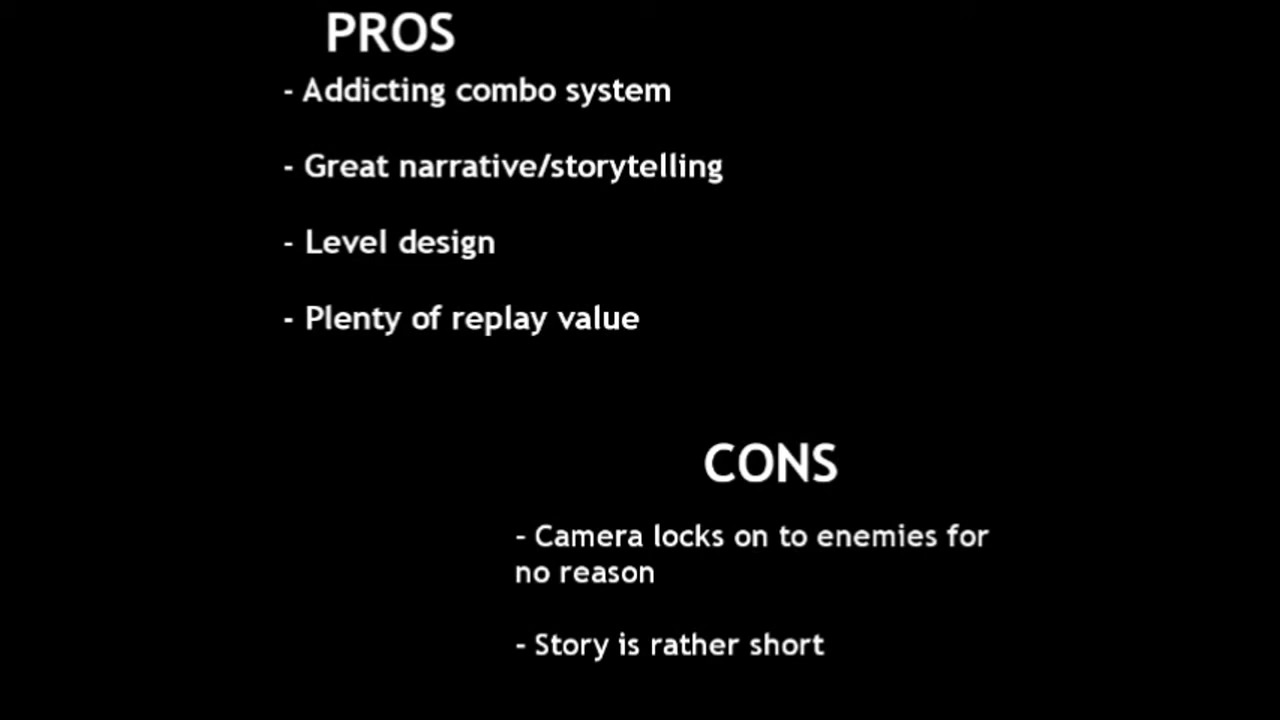 PROS
- Addicting combo system
- Great narrative/storytelling
- Level design
- Plenty of replay value
CONS
- Camera locks on to enemies for
no reason
- Story is rather short